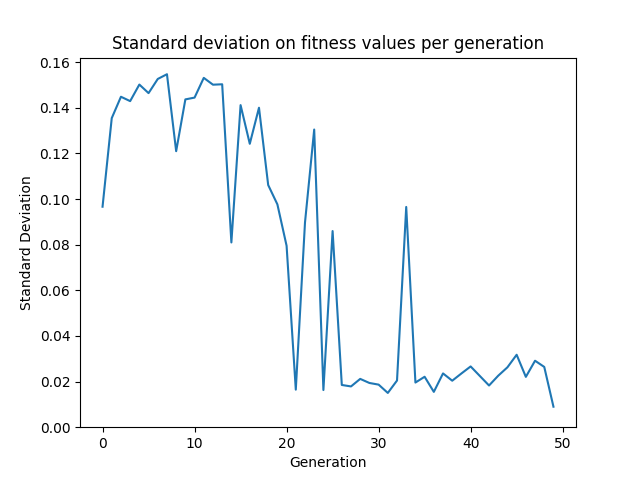 Standard deviation on fitness values per generation
0.16
0.14
0.12
0.10
0.08
0.06
0.04
0.02
0.00
Standard Deviation
0 10 20 30 40 50
Generation